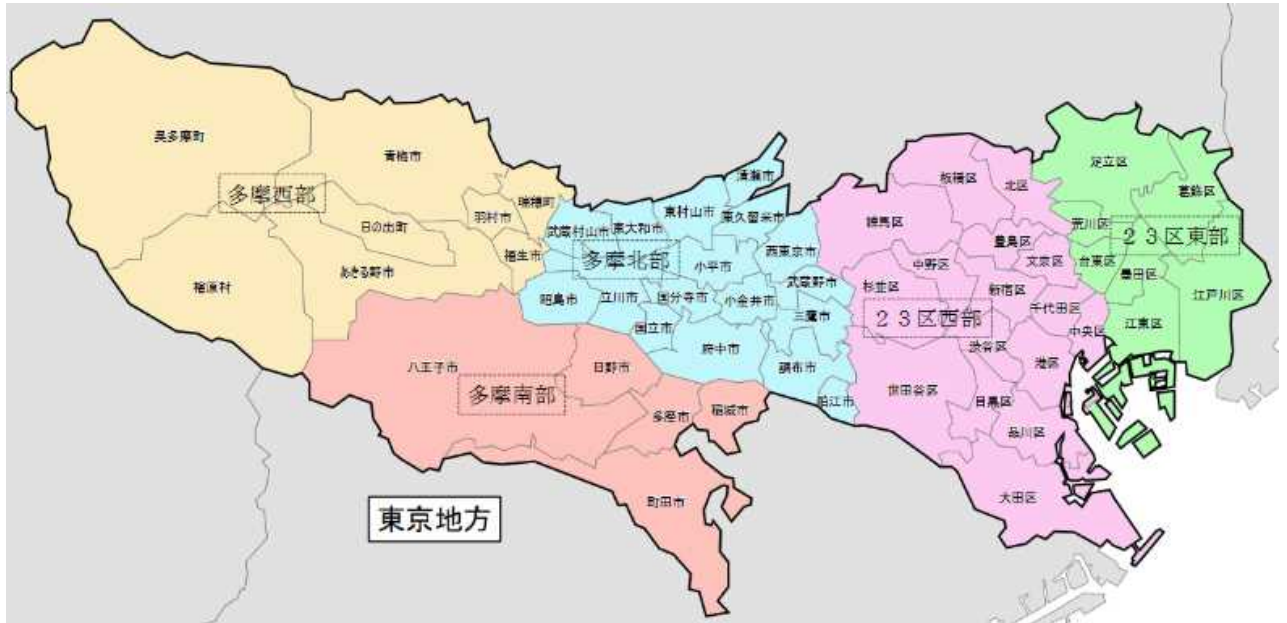 奥多摩町
青梅市
多摩西部
日の出町
羽村市
瑞穂町
福生市
あきる野市
檜原村
清瀬市
東村山市
東久留米市
武蔵村山市
東大和市
多摩北部
小平市
西東京市
武蔵野市
昭島市
立川市
国分寺市
小金井市
三鷹市
国立市
府中市
調布市
狛江市
八王子市
日野市
多摩南部
多摩市
稲城市
町田市
板橋区
北区
練馬区
豊島区
中野区
文京区
杉並区
新宿区
千代田区
23区西部
中央区
渋谷区
港区
世田谷区
目黒区
品川区
大田区
足立区
葛飾区
荒川区
23区東部
台東区
墨田区
江戸川区
江東区
東京地方